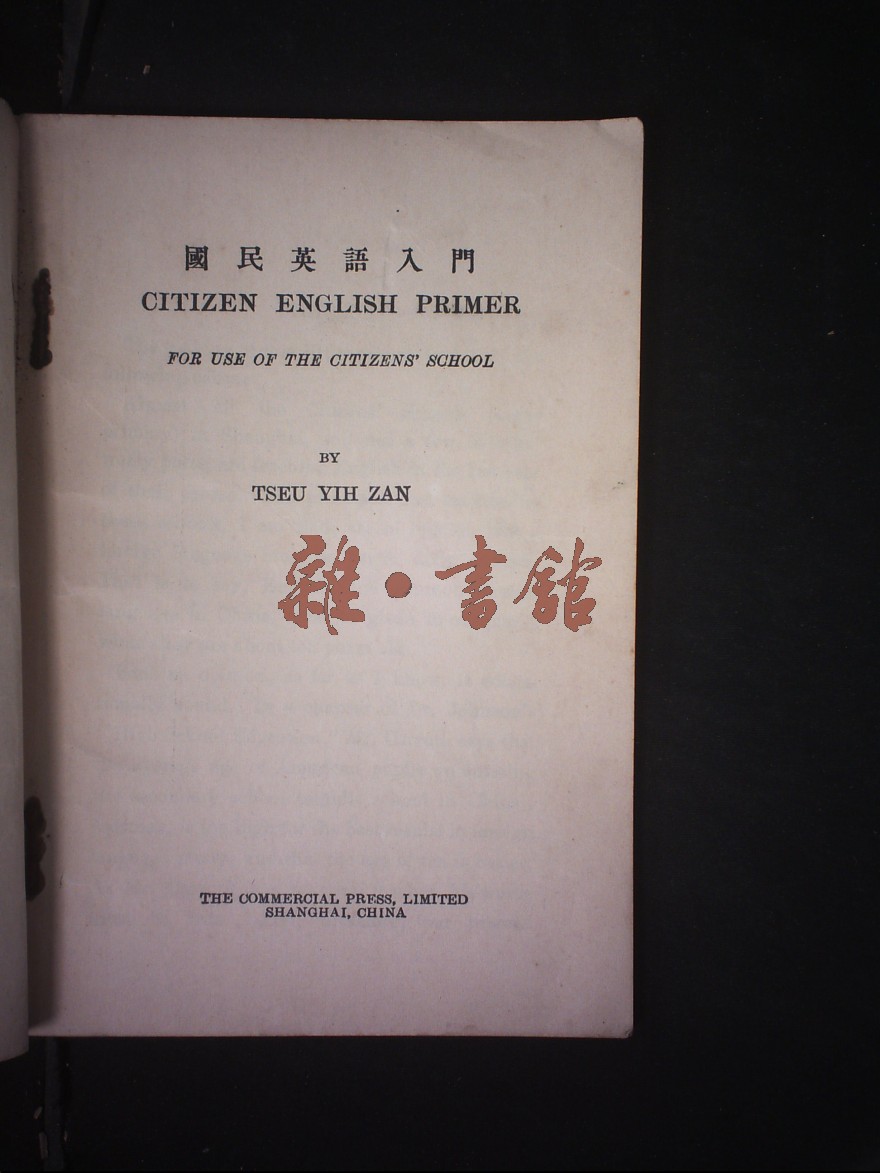 國民英語入門
CITIZEN ENGLISH PRIMER
FOR USE OF THE CITIZENS' SCHOOL
BY
TSEU YIH ZAN
雜·書館
THE COMMERCIAL PRESS, LIMITED
SHANGHAI, CHINA